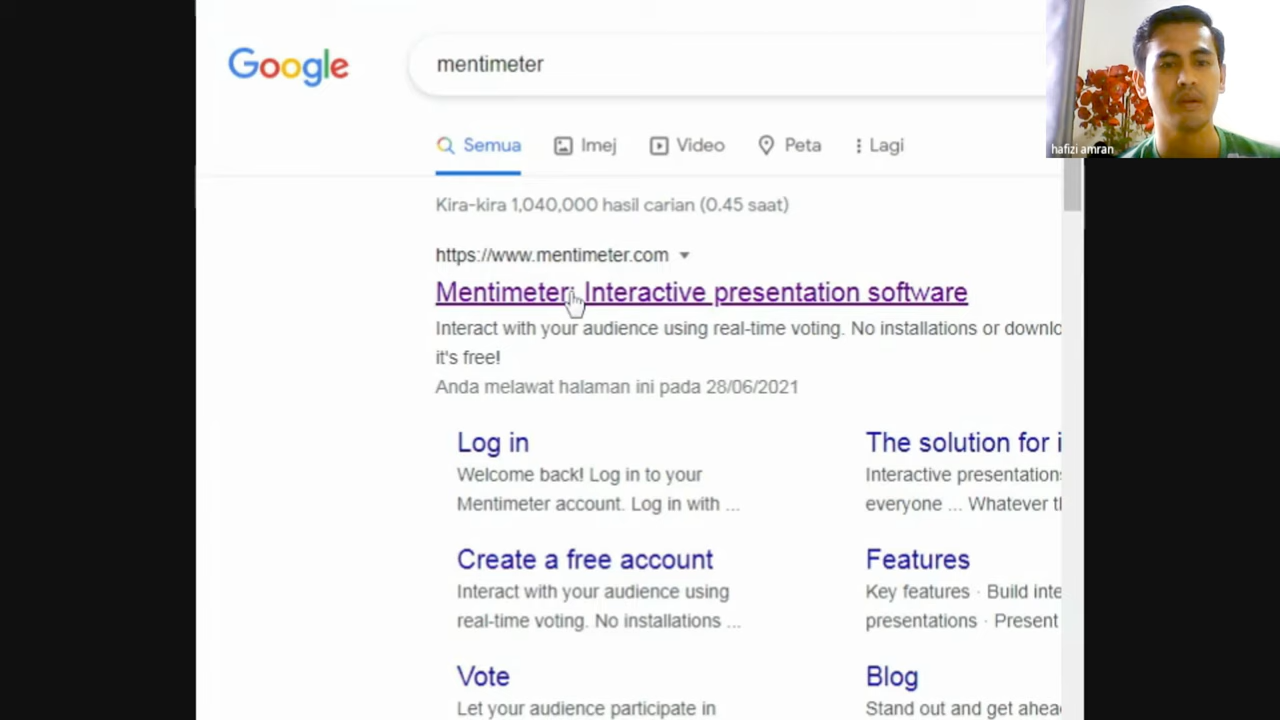 Google
mentimeter
Semua Imej Video Peta Lagi
hafizi amran
Kira-kira 1,040,000 hasil carian (0.45 saat)
https://www.mentimeter.com
Mentimeter: Interactive presentation software
Interact with your audience using real-time voting. No installations or downlo
it's free!
Anda melawat halaman ini pada 28/06/2021
Log in
Welcome back! Log in to your
Mentimeter account. Log in with ...
The solution for i
Interactive presentation
everyone ... Whatever t
Create a free account
Interact with your audience using
real-time voting. No installations ...
Features
Key features · Build inte
presentations · Present
Vote
Let your audience participate in
Blog
Stand out and get ahea